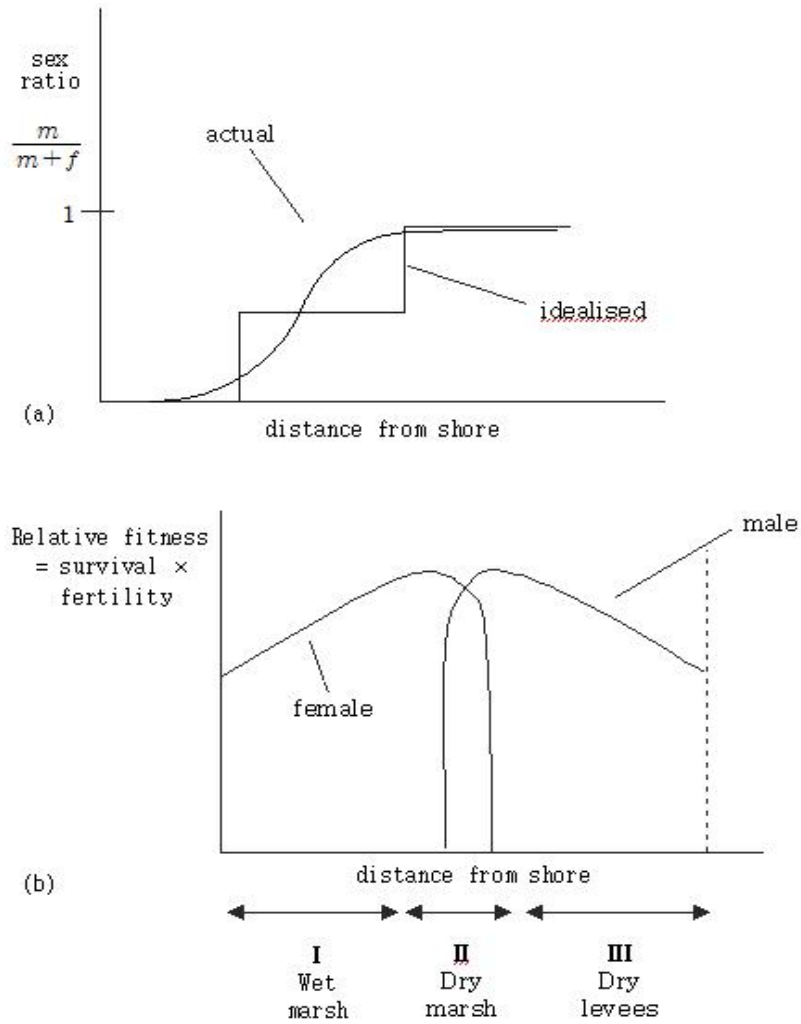 sex
ratio
m
m+f
actual
1
idealised
(a)
distance from shore
Relative fitness
= survival ×
fertility
male
female
distance from shore
(b)
I
Wet
marsh
II
Dry
marsh
III
Dry
levees